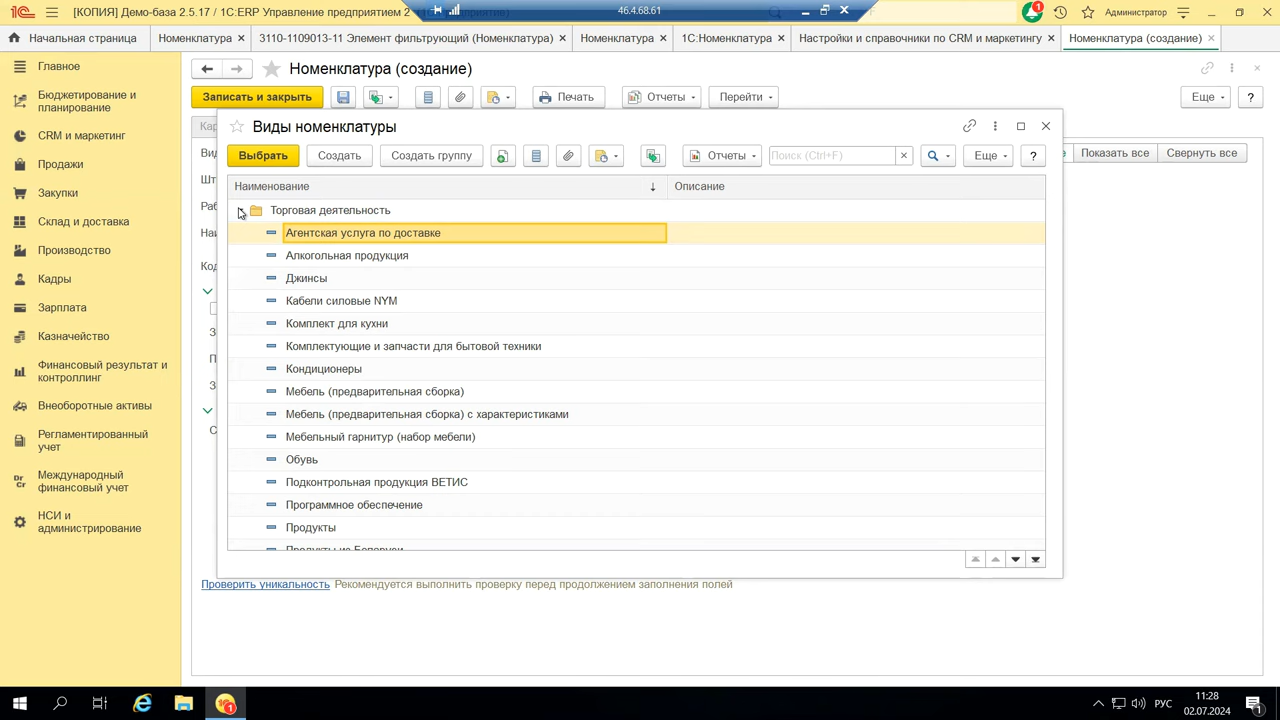 [КОПИЯ] Демо-база 2.5.17 / 1С:ERP Управление предприятием 2
46.4.68.61
Администратор
1
Начальная страница
Номенклатура
3110-1109013-11 Элемент фильтрующий (Номенклатура)
Номенклатура
1С:Номенклатура
Настройки и справочники по CRM и маркетингу
Номенклатура (создание)
Главное
Бюджетирование и
планирование
CRM и маркетинг
Продажи
Закупки
Склад и доставка
Производство
Кадры
Зарплата
Казначейство
Финансовый результат и
контроллинг
Внеоборотные активы
Регламентированный
учет
Международный
финансовый учет
НСИ и
администрирование
Номенклатура (создание)
Записать и закрыть
Печать
Отчеты
Перейти
Еще
?
Показать все
Свернуть все
Виды номенклатуры
Выбрать
Создать
Создать группу
Отчеты
Поиск (Ctrl+F)
Еще
?
Наименование
Описание
Торговая деятельность
Агентская услуга по доставке
Алкогольная продукция
Джинсы
Кабели силовые NYM
Комплект для кухни
Комплектующие и запчасти для бытовой техники
Кондиционеры
Мебель (предварительная сборка)
Мебель (предварительная сборка) с характеристиками
Мебельный гарнитур (набор мебели)
Обувь
Подконтрольная продукция ВЕТИС
Программное обеспечение
Продукты
Продукты из Беларуси
Проверить уникальность Рекомендуется выполнить проверку перед продолжением заполнения полей
РУС
11:28
02.07.2024